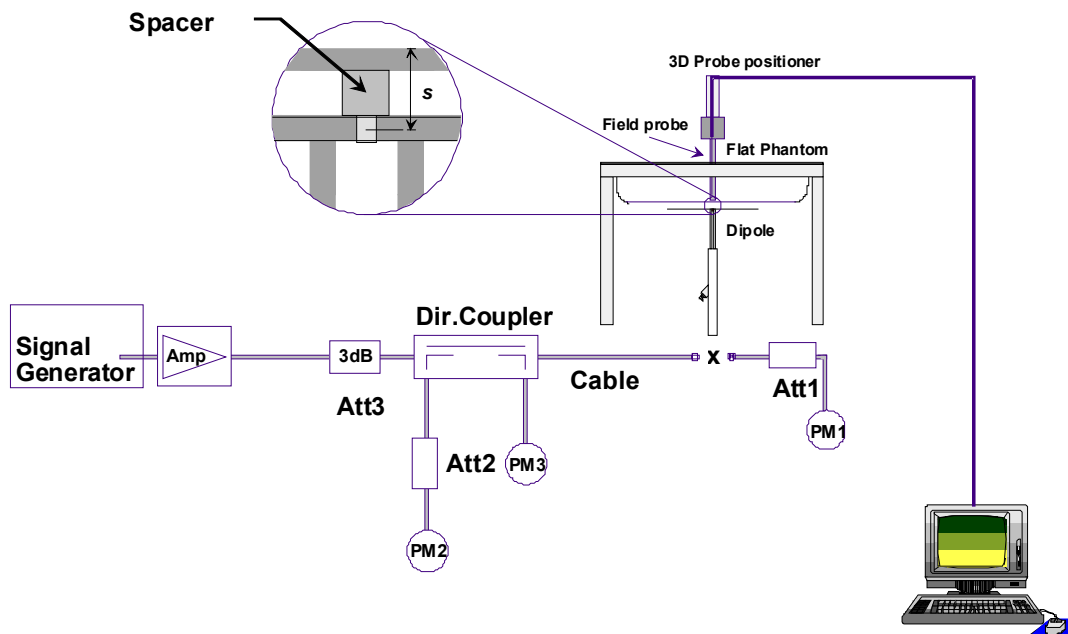 Spacer
s
3D Probe positioner
Field probe
Flat Phantom
Dipole
Dir.Coupler
Signal
Generator
Amp
3dB
Att3
Cable
x
Att1
PM1
Att2
PM3
PM2